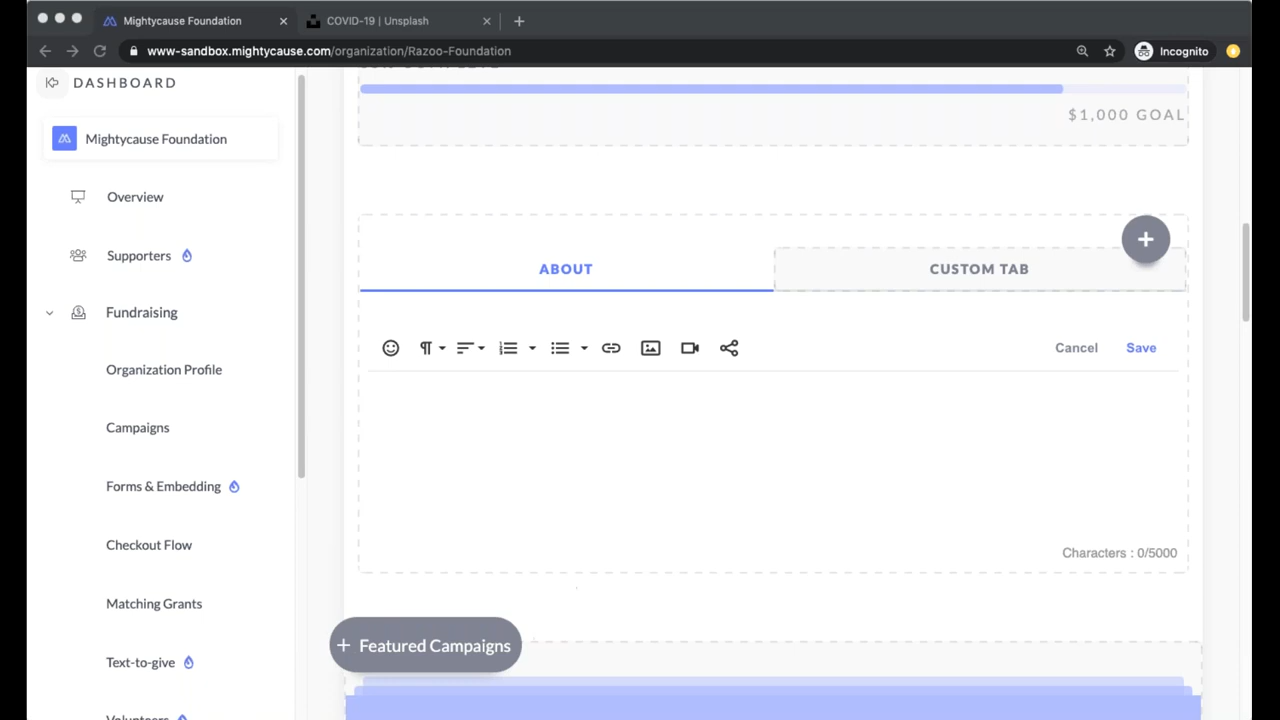 Mightycause Foundation
COVID-19 | Unsplash
www-sandbox.mightycause.com/organization/Razoo-Foundation
Incognito
DASHBOARD
Mightycause Foundation
Overview
Supporters
Fundraising
Organization Profile
Campaigns
Forms & Embedding
Checkout Flow
Matching Grants
Text-to-give
Volunteers
$1,000 GOAL
ABOUT
CUSTOM TAB
Cancel
Save
Characters : 0/5000
+ Featured Campaigns